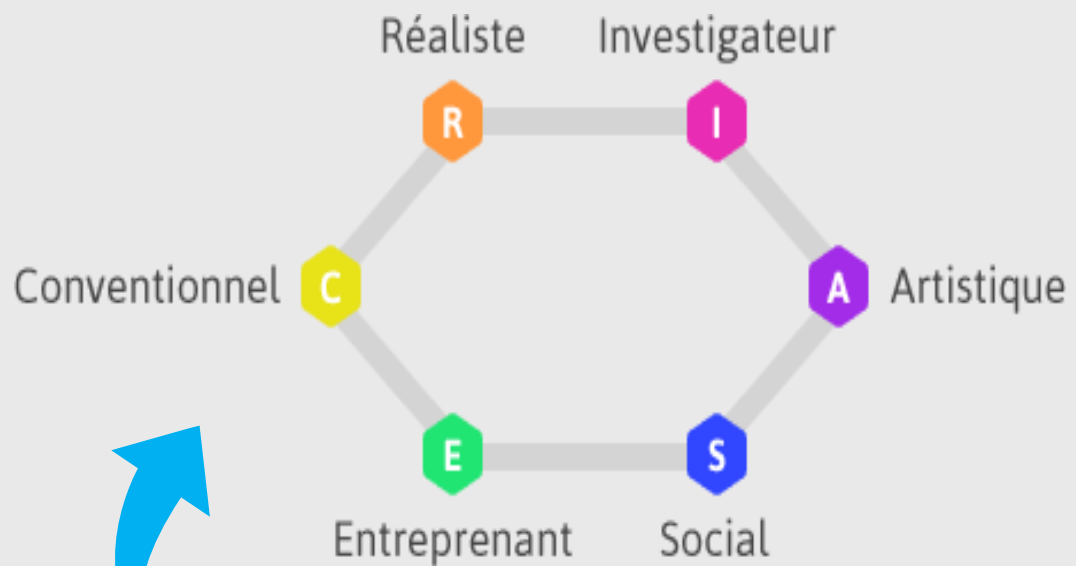 Réaliste Investigateur
R I
Conventionnel C A Artistique
E S
Entreprenant Social